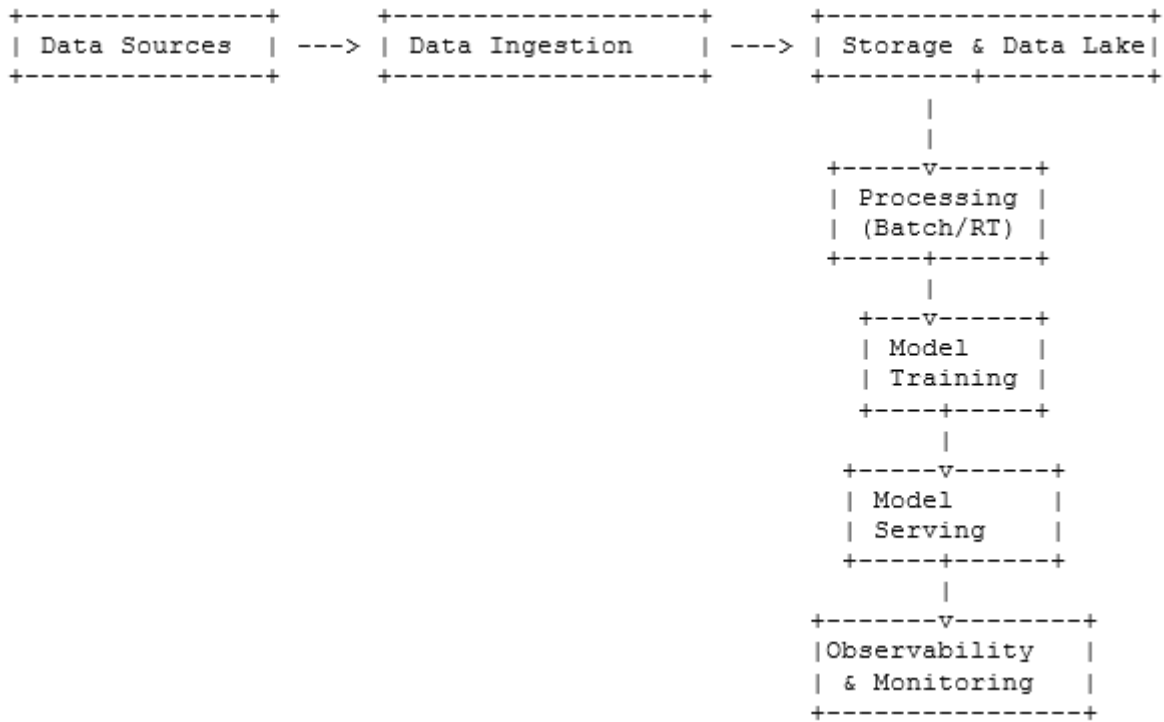 Data Sources ---> Data Ingestion ---> Storage & Data Lake
Processing
(Batch/RT)
Model
Training
Model
Serving
Observability
& Monitoring